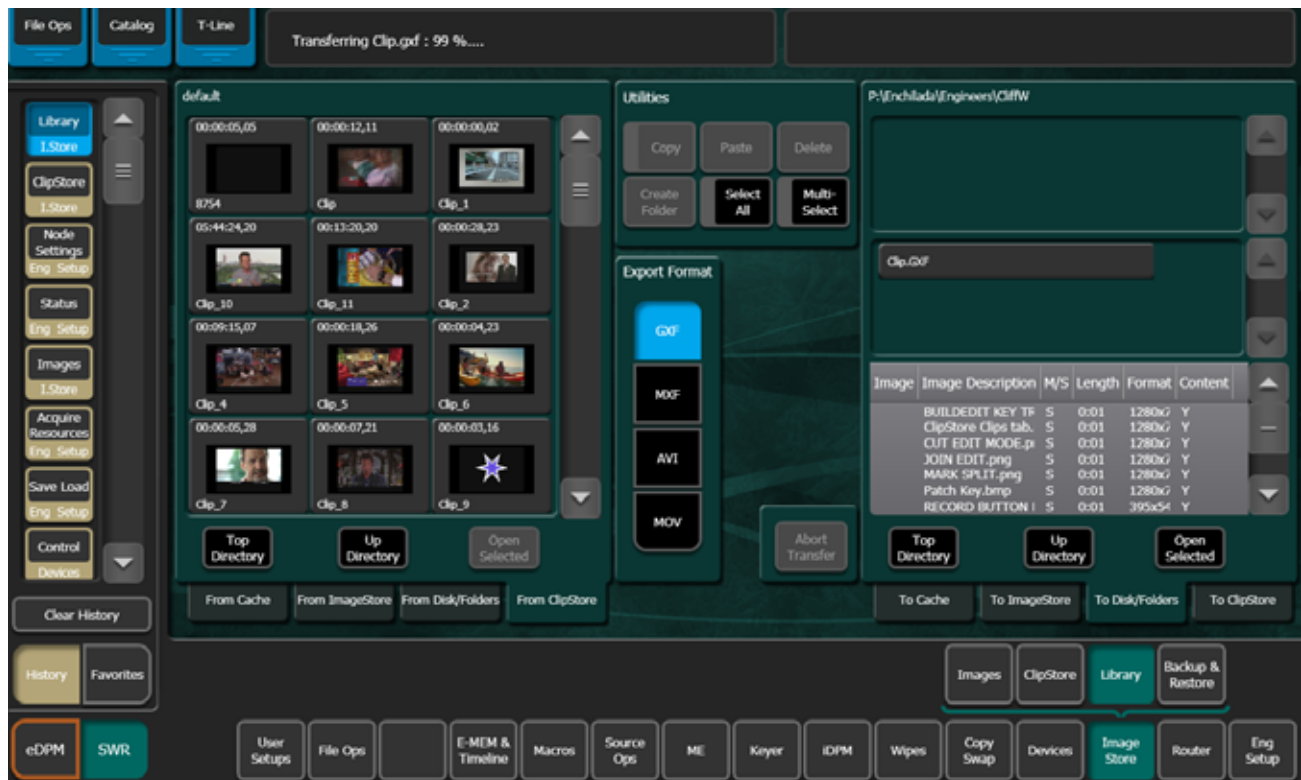 File Ops
Catalog
T-Line
Transferring Clip.gxf : 99 %....
Library
I.Store
ClipStore
I.Store
Node
Settings
Eng Setup
Status
Eng Setup
Images
I.Store
Acquire
Resources
Eng Setup
Save Load
Eng Setup
Control
Devices
Clear History
History
Favorites
default
00:00:05,05
00:00:12,11
00:00:00,02
8754
Clip
Clip_1
05:44:24,20
00:13:20,20
00:00:28,23
Clip_10
Clip_11
Clip_2
00:09:15,07
00:00:18,26
00:00:04,23
Clip_4
Clip_5
Clip_6
00:00:05,28
00:00:07,21
00:00:03,16
Clip_7
Clip_8
Clip_9
Top
Directory
Up
Directory
Open
Selected
From Cache
From ImageStore
From Disk/Folders
From ClipStore
Utilities
Copy
Paste
Delete
Create
Folder
Select
All
Multi-
Select
Export Format
GXF
MXF
AVI
MOV
Abort
Transfer
P:\Enchilada\Engineers\CliffW
Clip.GXF
Image Image Description M/S Length Format Content
BUILDEDIT KEY TF S 0:01 1280x7 Y
ClipStore Clips tab. S 0:01 1280x7 Y
CUT EDIT MODE.p S 0:01 1280x7 Y
JOIN EDIT.png S 0:01 1280x7 Y
MARK SPLIT.png S 0:01 1280x7 Y
Patch Key.bmp S 0:01 1280x7 Y
RECORD BUTTON S 0:01 395x54 Y
Top
Directory
Up
Directory
Open
Selected
To Cache
To ImageStore
To Disk/Folders
To ClipStore
Images
ClipStore
Library
Backup &
Restore
eDPM
SWR
User
Setups
File Ops
E-MEM &
Timeline
Macros
Source
Ops
ME
Keyer
iDPM
Wipes
Copy
Swap
Devices
Image
Store
Router
Eng
Setup